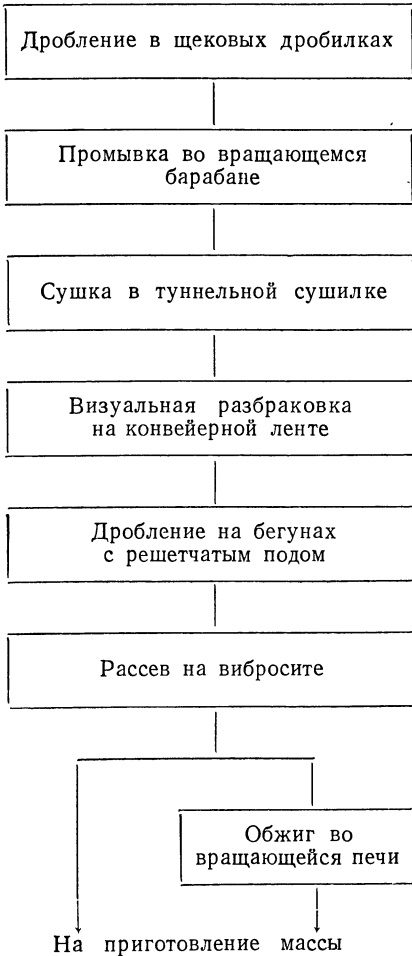 Дробление в щековых дробилках
Промывка во вращающемся
барабане
Сушка в туннельной сушилке
Визуальная разбраковка
на конвейерной ленте
Дробление на бегунах
с решетчатым подом
Рассев на вибросите
Обжиг во
вращающейся печи
На приготовление массы